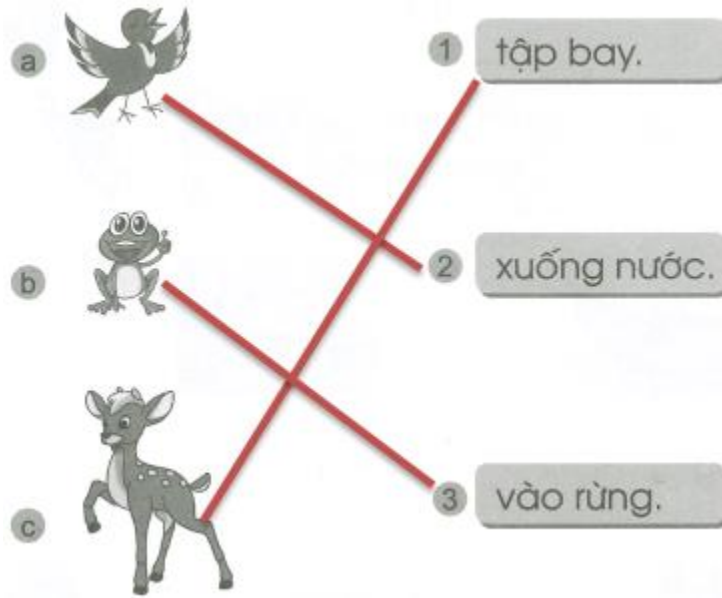 a
1 tập bay.
b
2 xuống nước.
c
3 vào rừng.